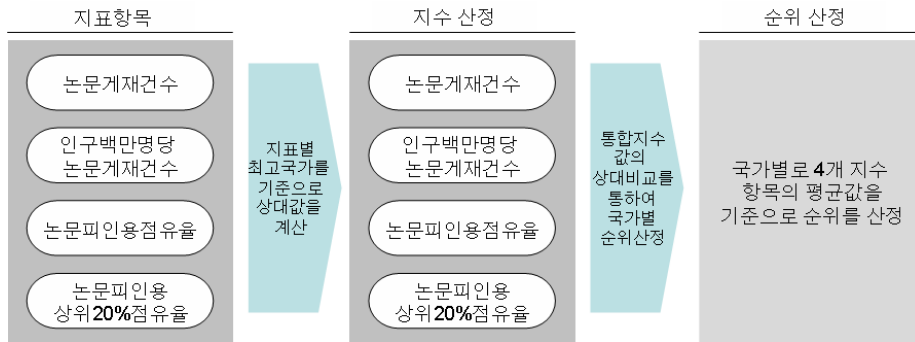 지표항목
지수 산정
순위 산정
논문게재건수
인구백만명당
논문게재건수
논문피인용점유율
논문피인용
상위20%점유율
지표별
최고국가를
기준으로
상대값을
계산
논문게재건수
인구백만명당
논문게재건수
논문피인용점유율
논문피인용
상위20%점유율
통합지수
값의
상대비교를
통하여
국가별
순위산정
국가별로 4개 지수
항목의 평균값을
기준으로 순위를 산정